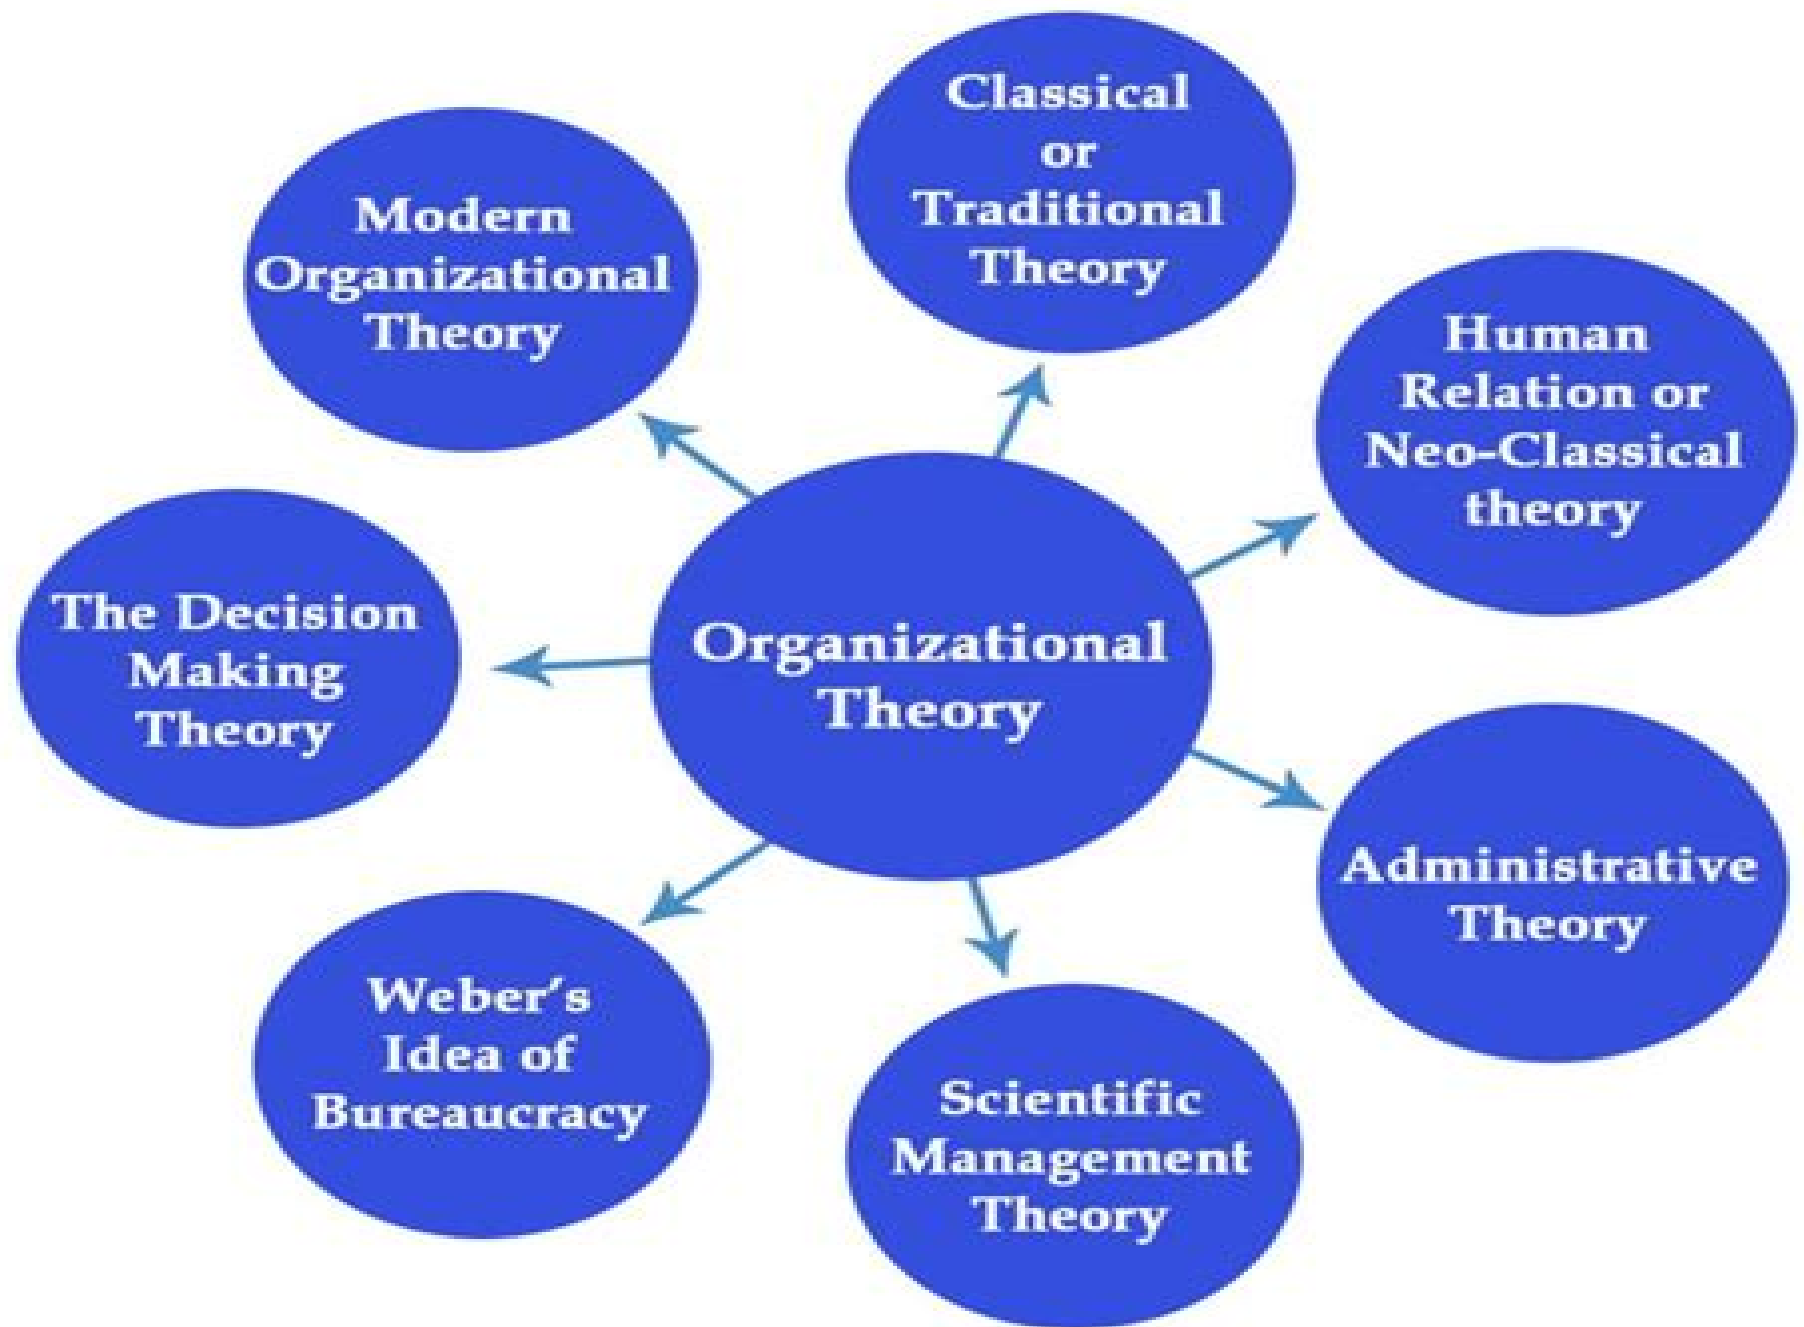 Classical
or
Traditional
Theory
Modern
Organizational
Theory
Human
Relation or
Neo-Classical
theory
The Decision
Making
Theory
Organizational
Theory
Administrative
Theory
Weber’s
Idea of
Bureaucracy
Scientific
Management
Theory